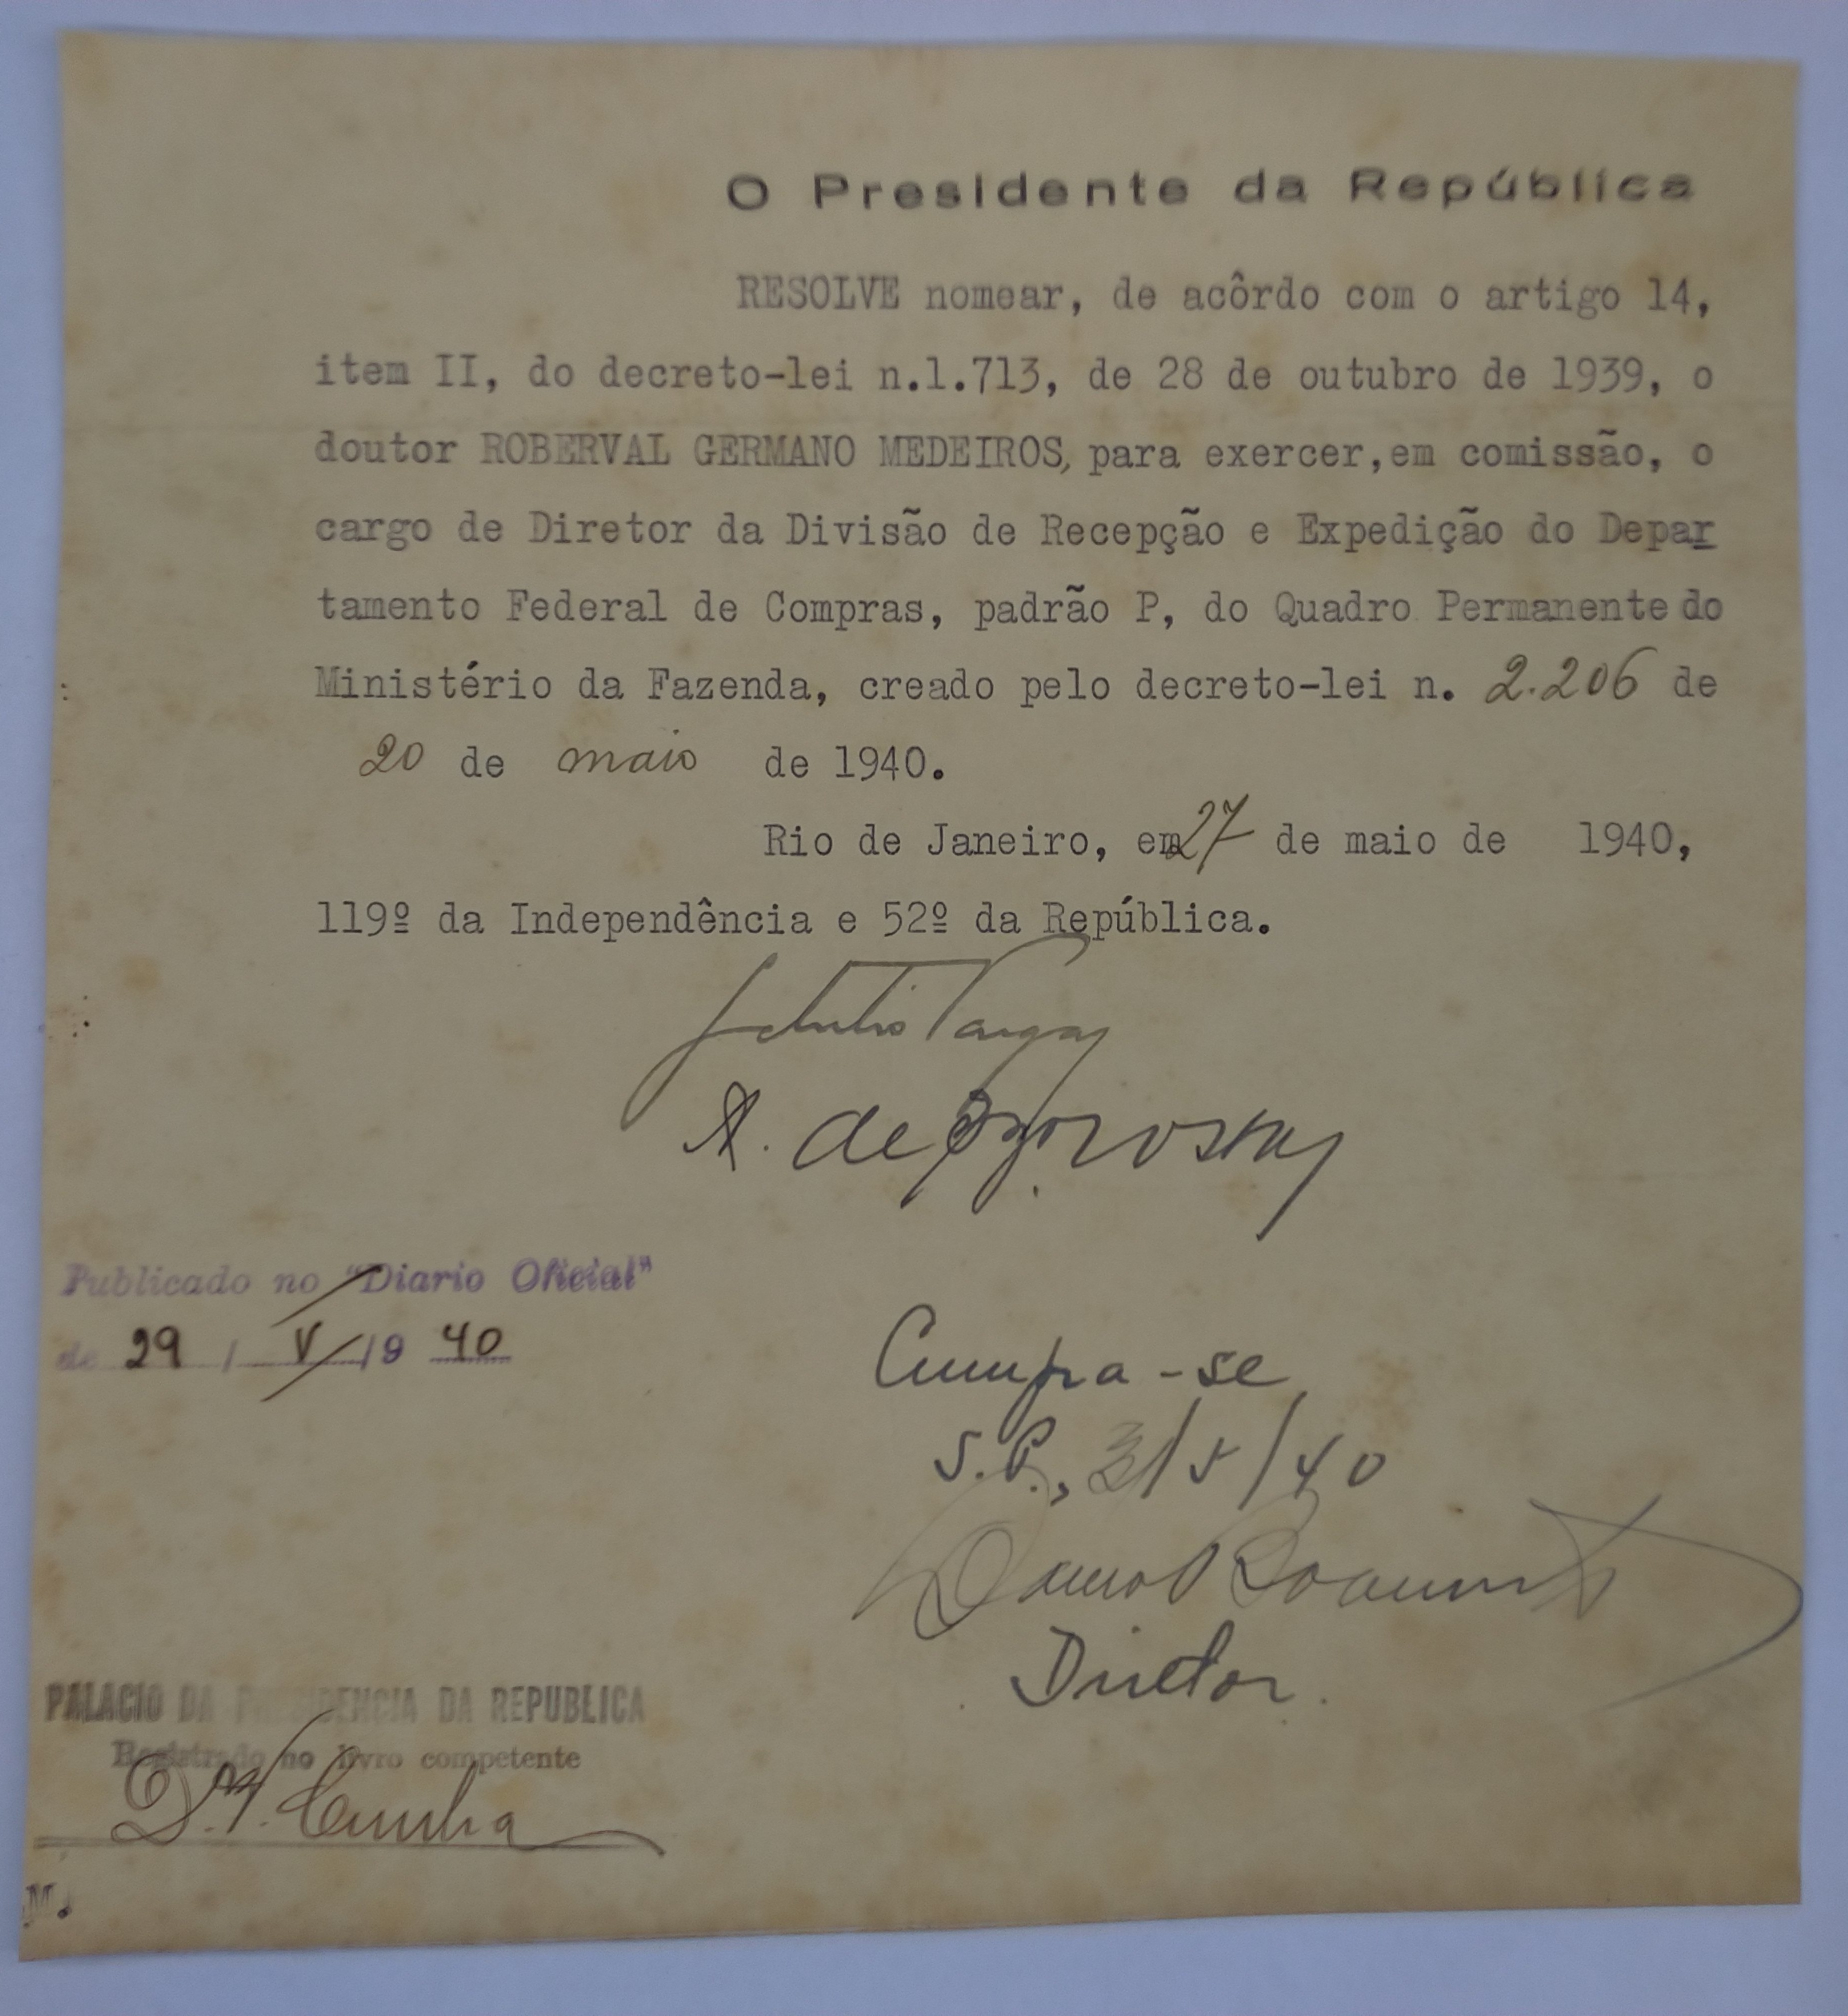 O Presidente da República
RESOLVE nomear, de acôrdo com o artigo 14,
item II, do decreto-lei n.1.713, de 28 de outubro de 1939, o
doutor ROBERVAL GERMANO MEDEIROS, para exercer,em comissão, o
cargo de Diretor da Divisão de Recepção e Expedição do Depar
tamento Federal de Compras, padrão P, do Quadro Permanente do
Ministério da Fazenda, creado pelo decreto-lei n. 2.206 de
20 de maio de 1940.
Rio de Janeiro, em 27 de maio de 1940,
119º da Independência e 52º da República.
Getulio Vargas
A. de
Publicado no "Diario Oficial"
de 29 / V / 19 40
Cumpra-se
S.P., 31/5/40
Diretor.
PALACIO DA PRESIDENCIA DA REPUBLICA
Registrado no livro competente
Cunha
M.